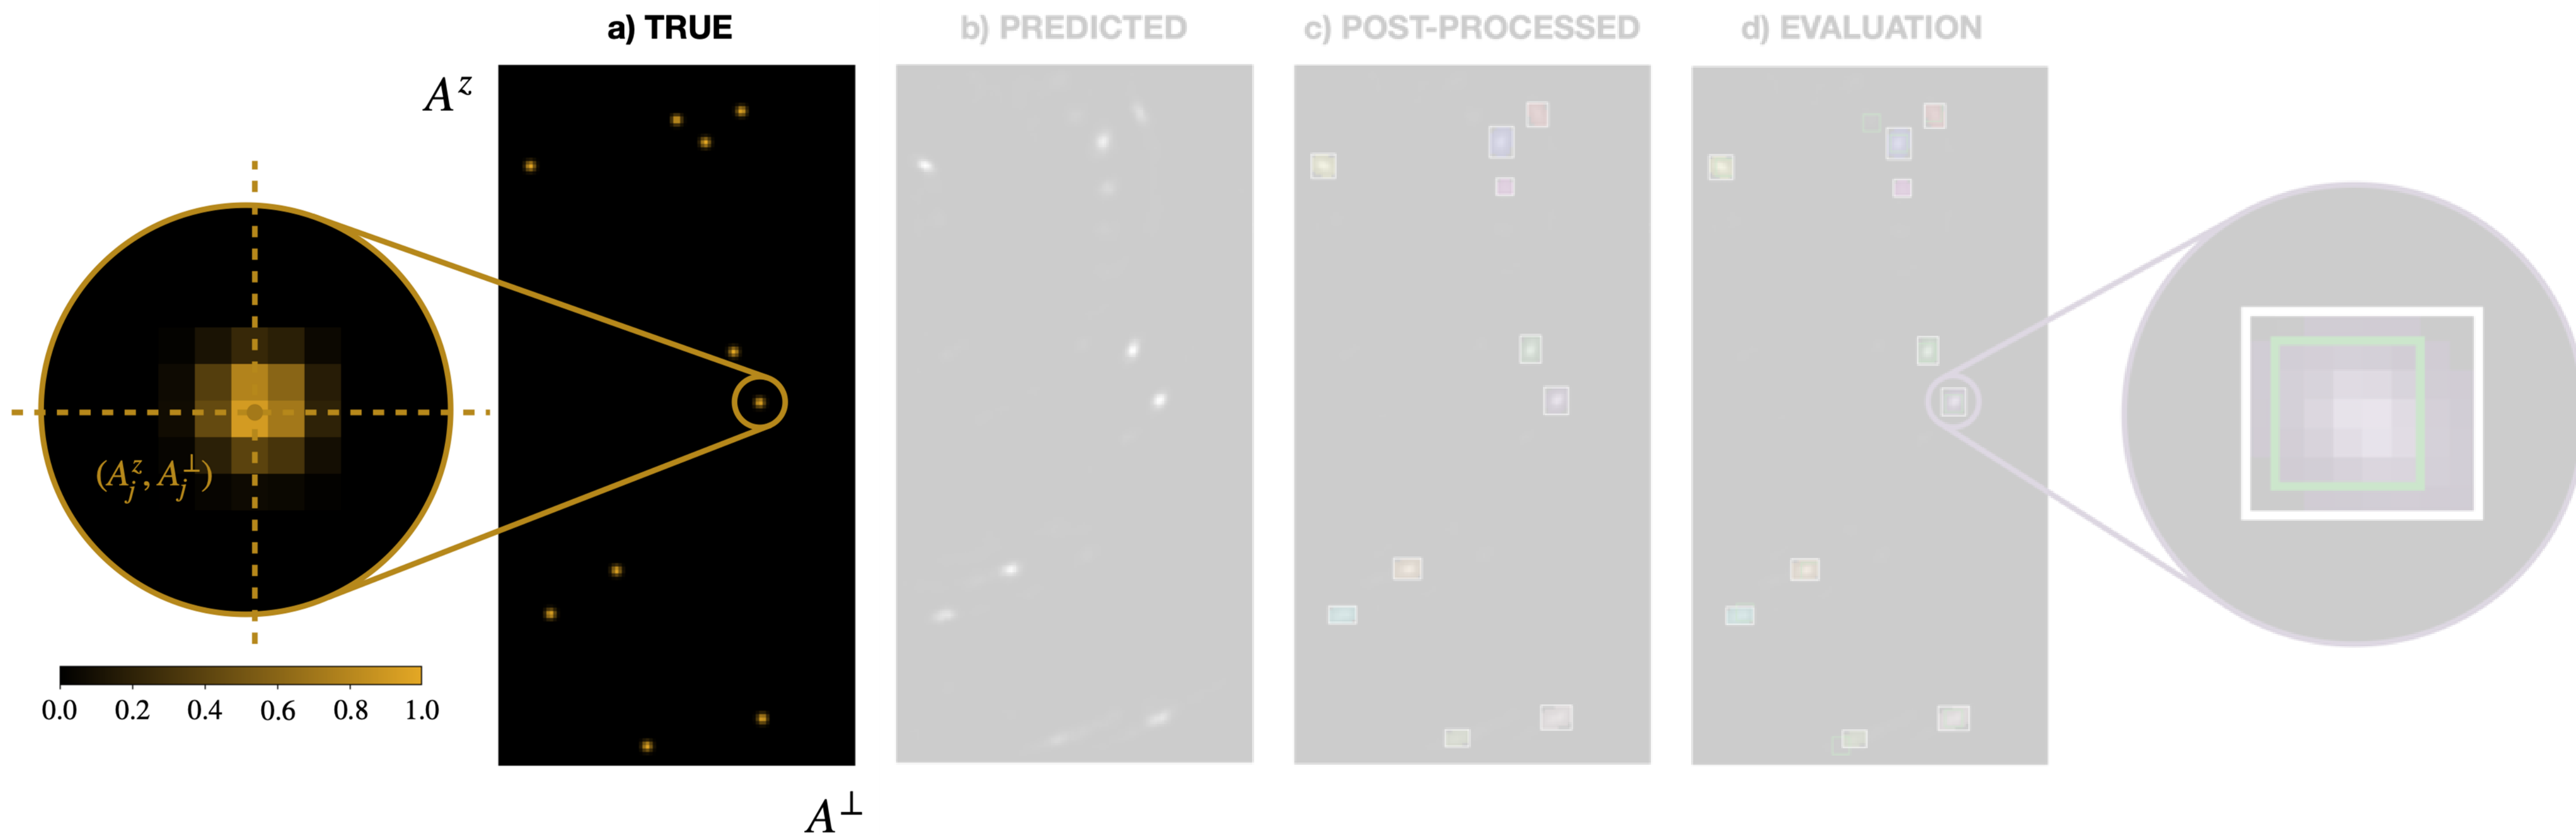 a) TRUE
b) PREDICTED
c) POST-PROCESSED
d) EVALUATION
A^z
(A_j^z, A_j^⊥)
0.0 0.2 0.4 0.6 0.8 1.0
A^⊥